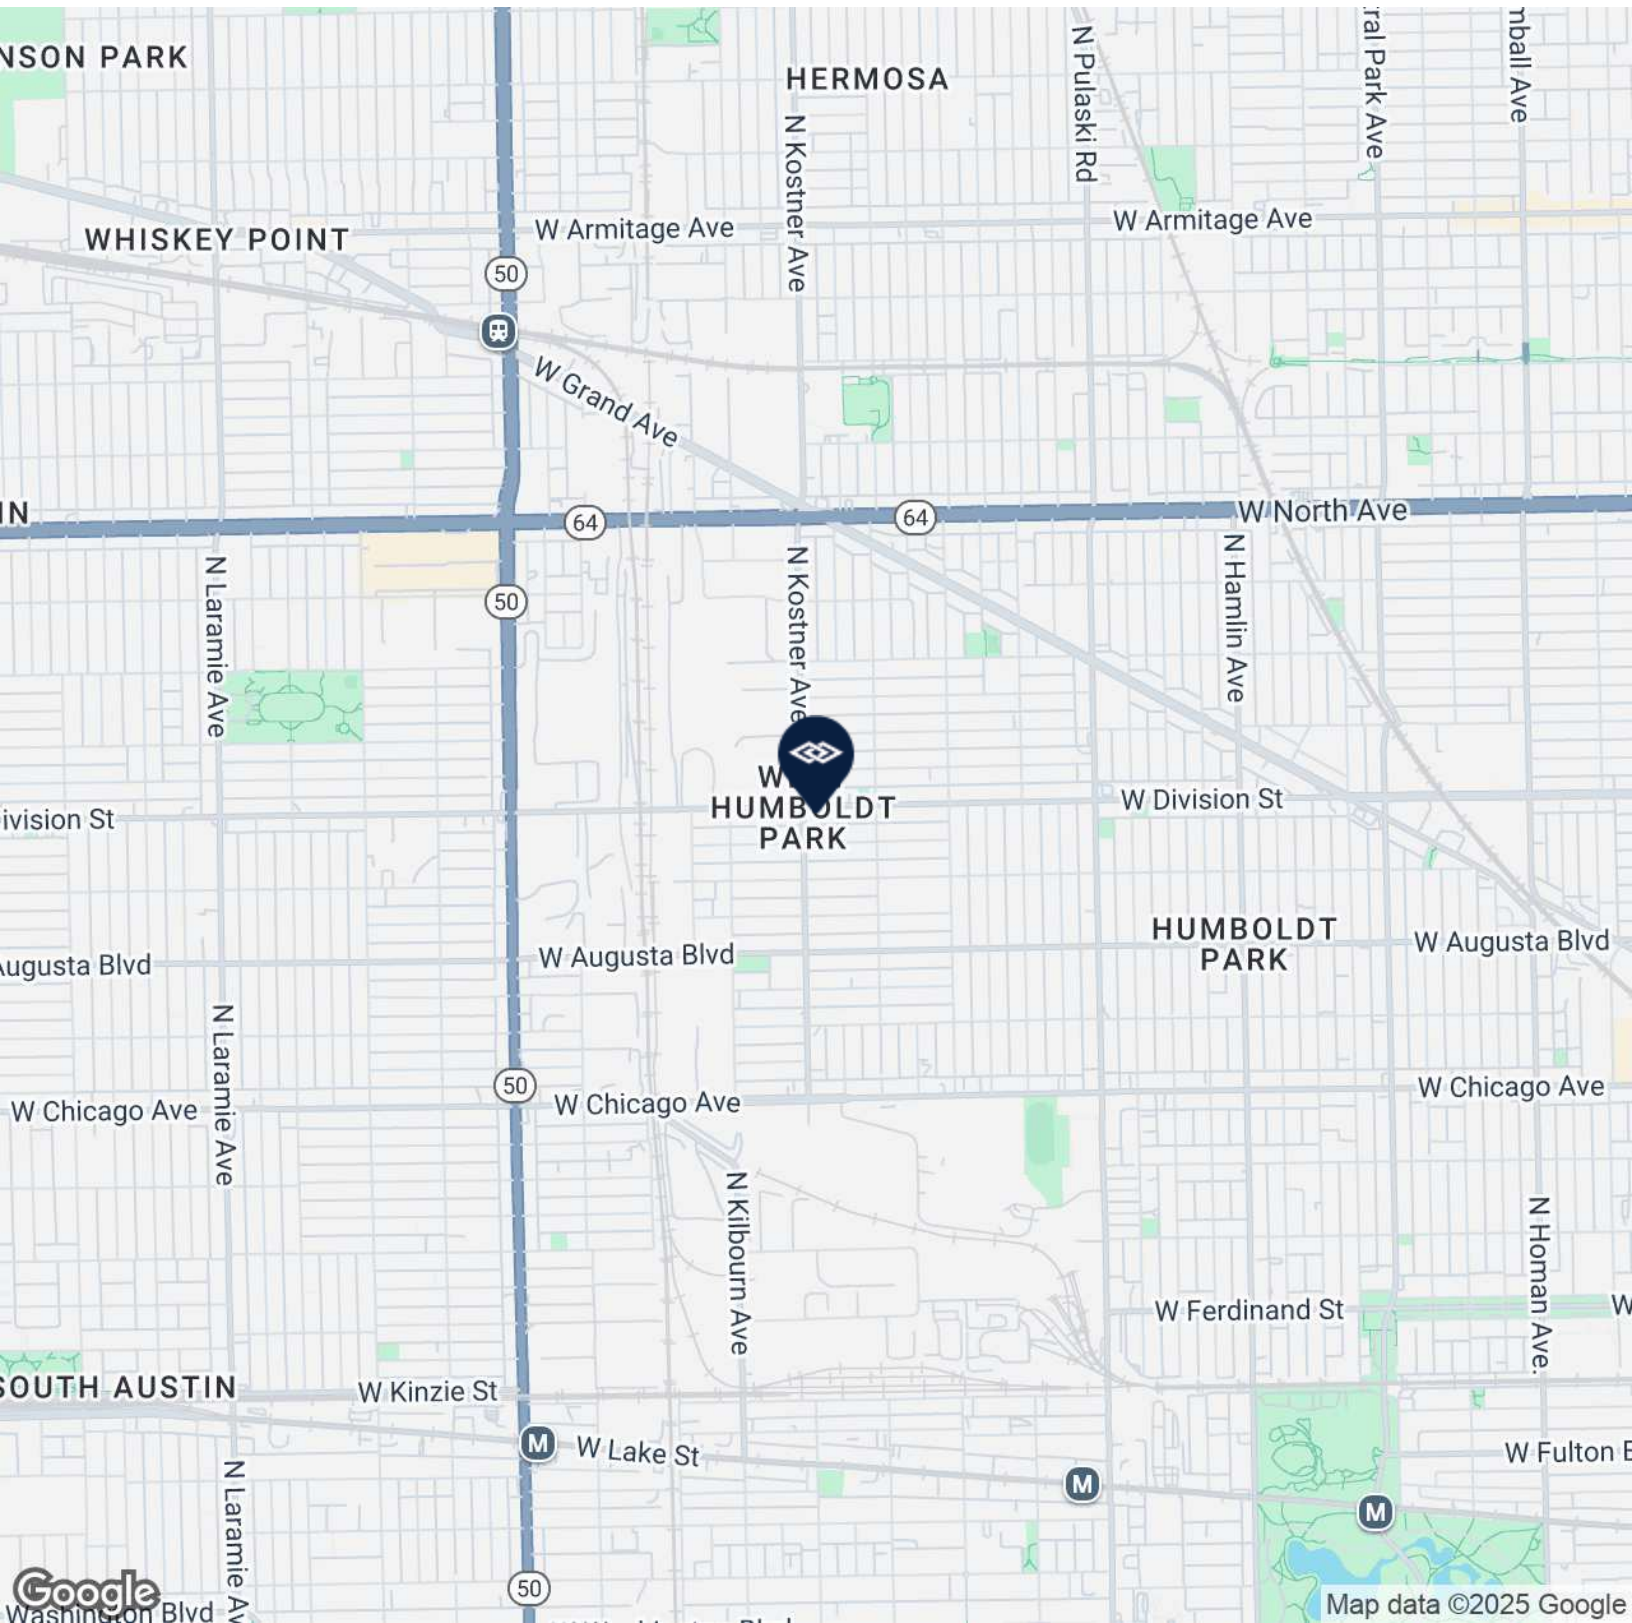 NSON PARK
HERMOSA
N Pulaski Rd
ral Park Ave
mball Ave
N Kostner Ave
W Armitage Ave
W Armitage Ave
WHISKEY POINT
50
W Grand Ave
IN
64
64
W North Ave
N Laramie Ave
50
N Kostner Ave
N Hamlin Ave
W
HUMBOLDT
PARK
ivision St
W Division St
HUMBOLDT
PARK
Augusta Blvd
W Augusta Blvd
W Augusta Blvd
N Laramie Ave
50
W Chicago Ave
W Chicago Ave
W Chicago Ave
N Kilbourn Ave
N Homan Ave
W Ferdinand St
W
SOUTH AUSTIN
W Kinzie St
M
W Lake St
W Fulton B
M
M
N Laramie Av
50
Google
Washington Blvd
Map data ©2025 Google